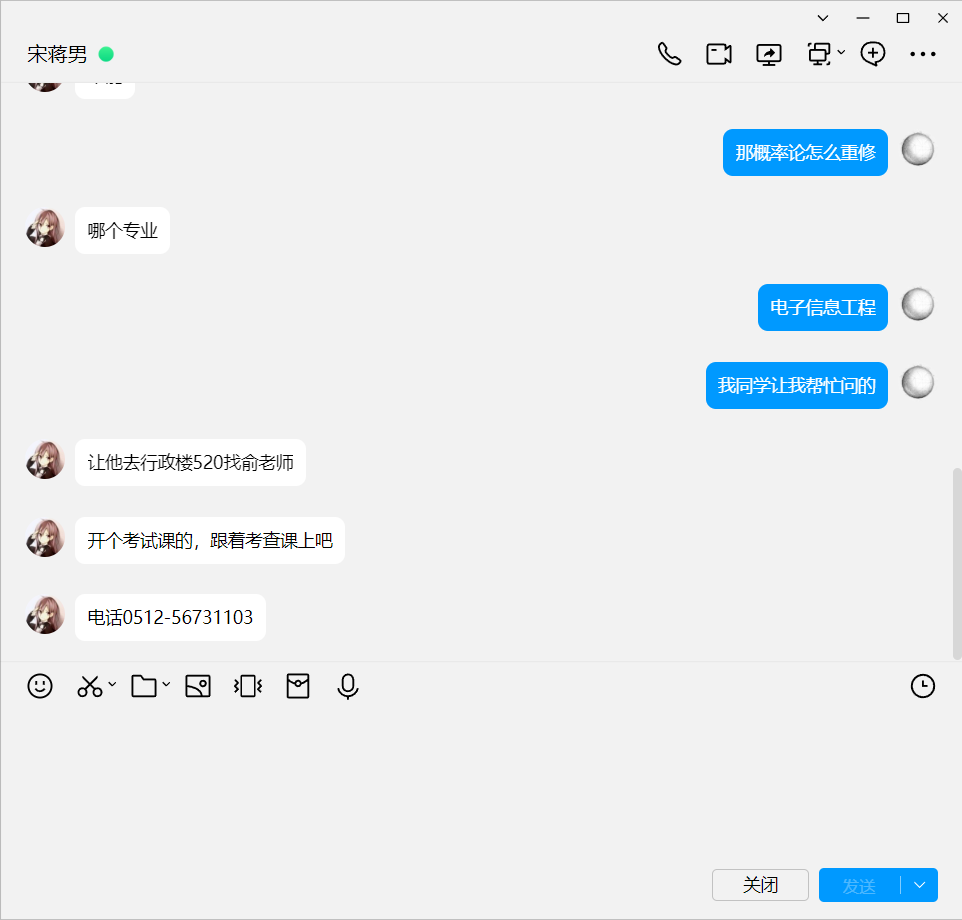 宋蒋男
那概率论怎么重修
哪个专业
电子信息工程
我同学让我帮忙问的
让他去行政楼520找俞老师
开个考试课的，跟着考查课上吧
电话0512-56731103
关闭
发送